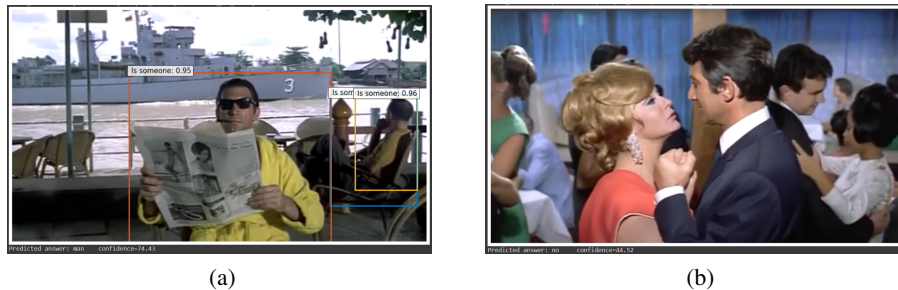 Is someone: 0.95
Is som
Is someone: 0.96
3
Predicted answer: man confidence=74.43
Predicted answer: no confidence=44.52
(a)
(b)